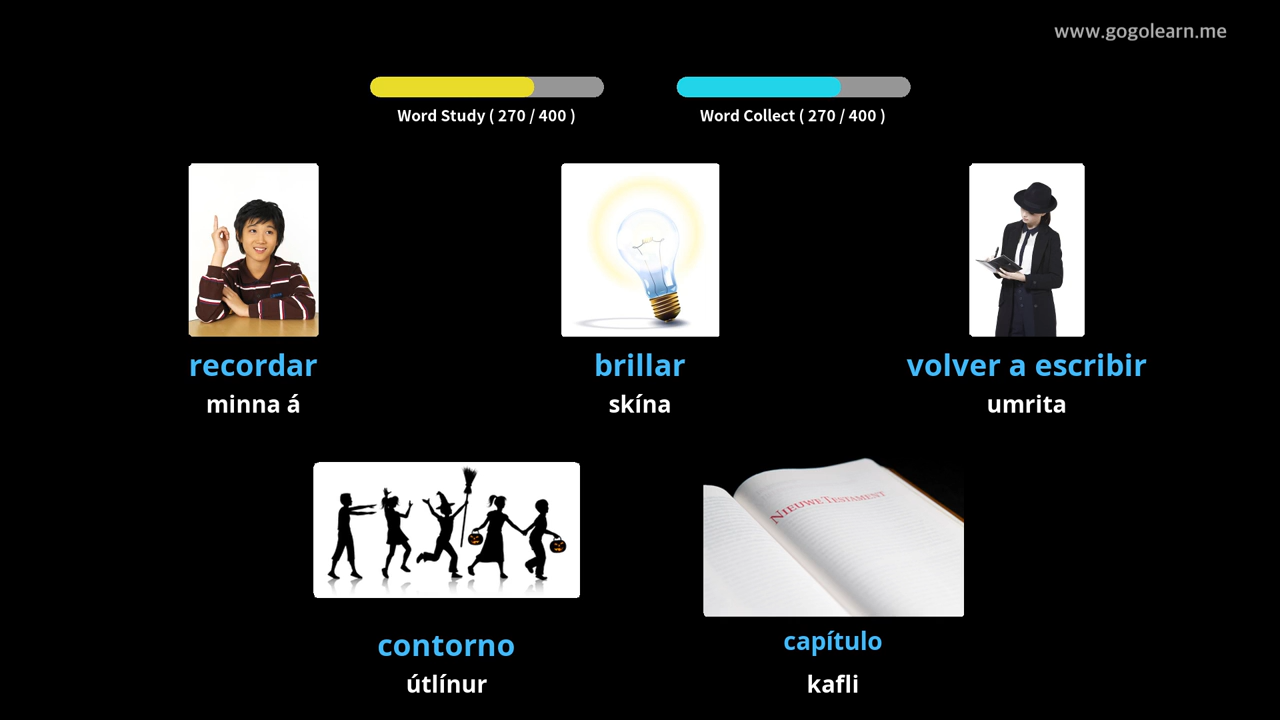 www.gogolearn.me
Word Study ( 270 / 400 )
Word Collect ( 270 / 400 )
recordar
minna á
brillar
skína
volver a escribir
umrita
NIEUWE TESTAMENT
contorno
útlínur
capítulo
kafli